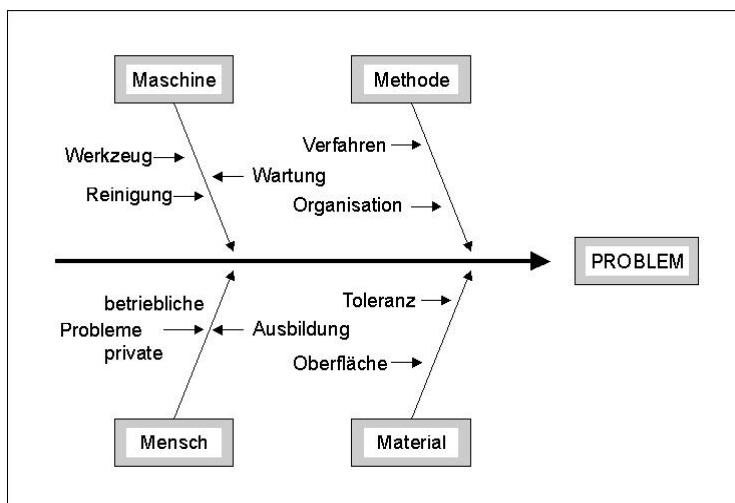 Maschine
Methode
Werkzeug
Wartung
Reinigung
Verfahren
Organisation
PROBLEM
betriebliche
Probleme
private
Ausbildung
Toleranz
Oberfläche
Mensch
Material